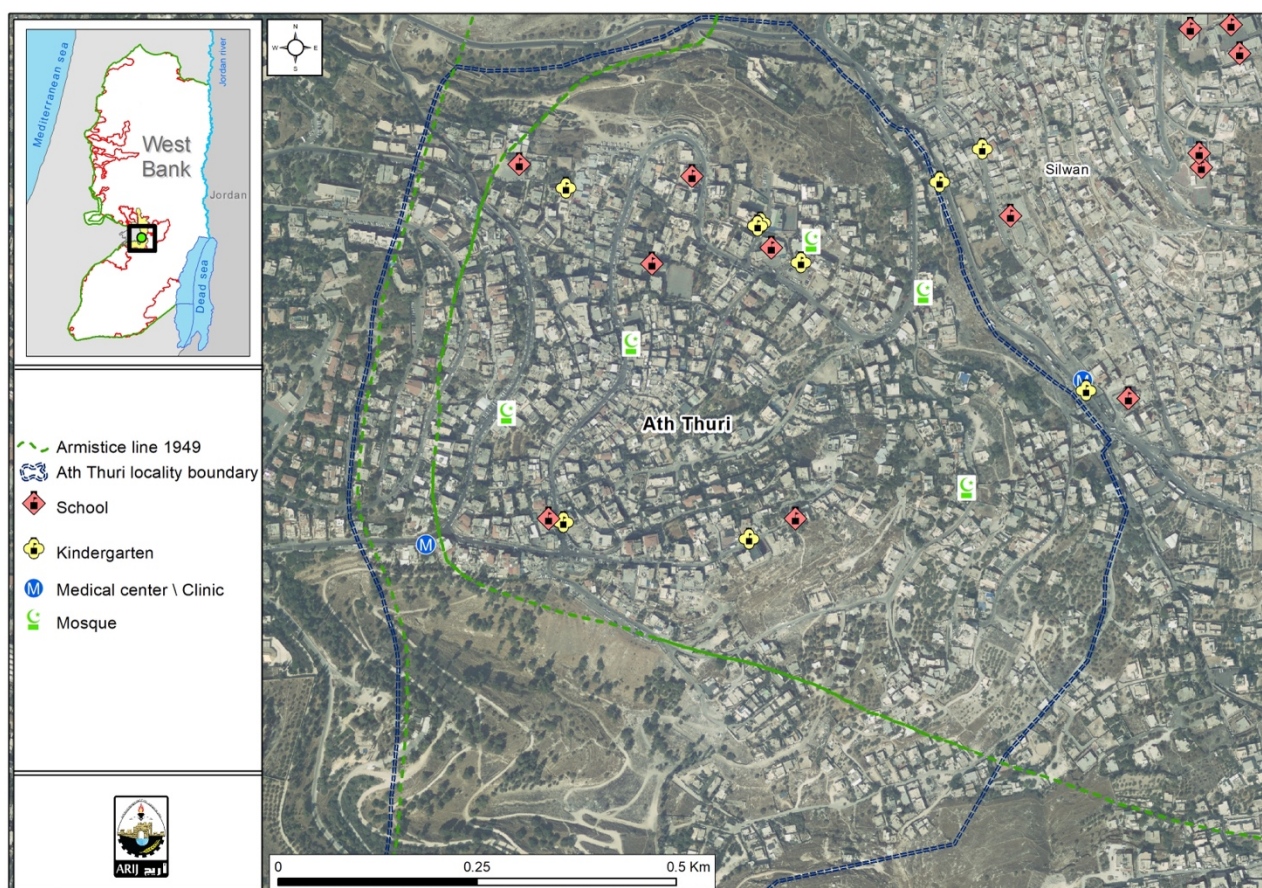 Mediterranean sea
Jordan river
West
Bank
Jordan
Dead sea
N
W E
S
Silwan
Ath Thuri
Armistice line 1949
Ath Thuri locality boundary
School
Kindergarten
M Medical center \ Clinic
Mosque
M
M
ARIJ أريج
0 0.25 0.5 Km